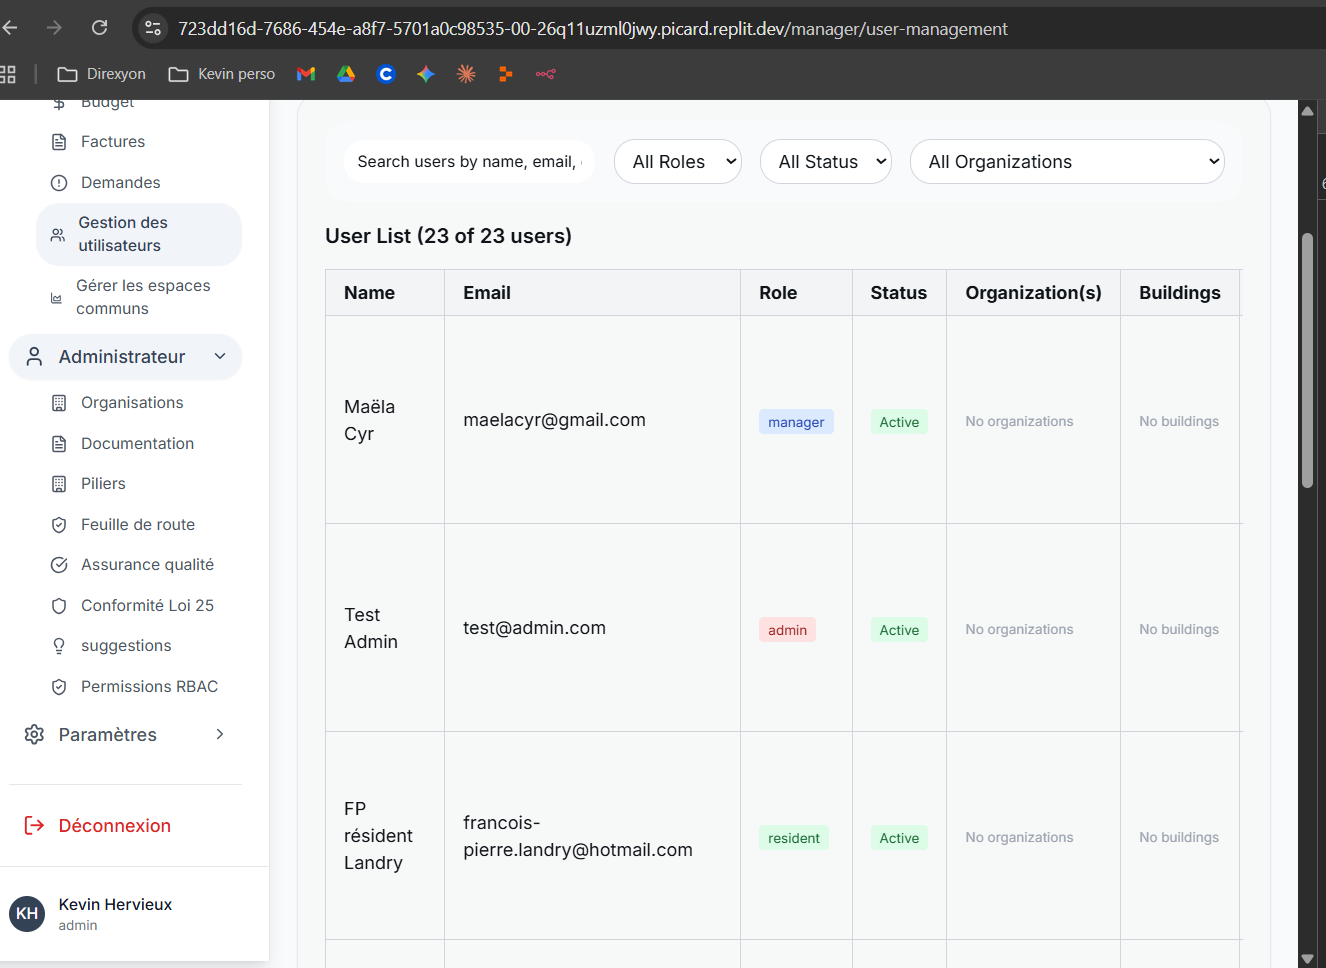 723dd16d-7686-454e-a8f7-5701a0c98535-00-26q11uzml0jwy.picard.replit.dev/manager/user-management
Direxyon
Kevin perso
Budget
Factures
Demandes
Gestion des
utilisateurs
Gérer les espaces
communs
Administrateur
Organisations
Documentation
Piliers
Feuille de route
Assurance qualité
Conformité Loi 25
suggestions
Permissions RBAC
Paramètres
Déconnexion
KH
Kevin Hervieux
admin
Search users by name, email,
All Roles
All Status
All Organizations
User List (23 of 23 users)
Name Email Role Status Organization(s) Buildings
Maëla
Cyr
maelacyr@gmail.com
manager
Active
No organizations
No buildings
Test
Admin
test@admin.com
admin
Active
No organizations
No buildings
FP
résident
Landry
francois-
pierre.landry@hotmail.com
resident
Active
No organizations
No buildings